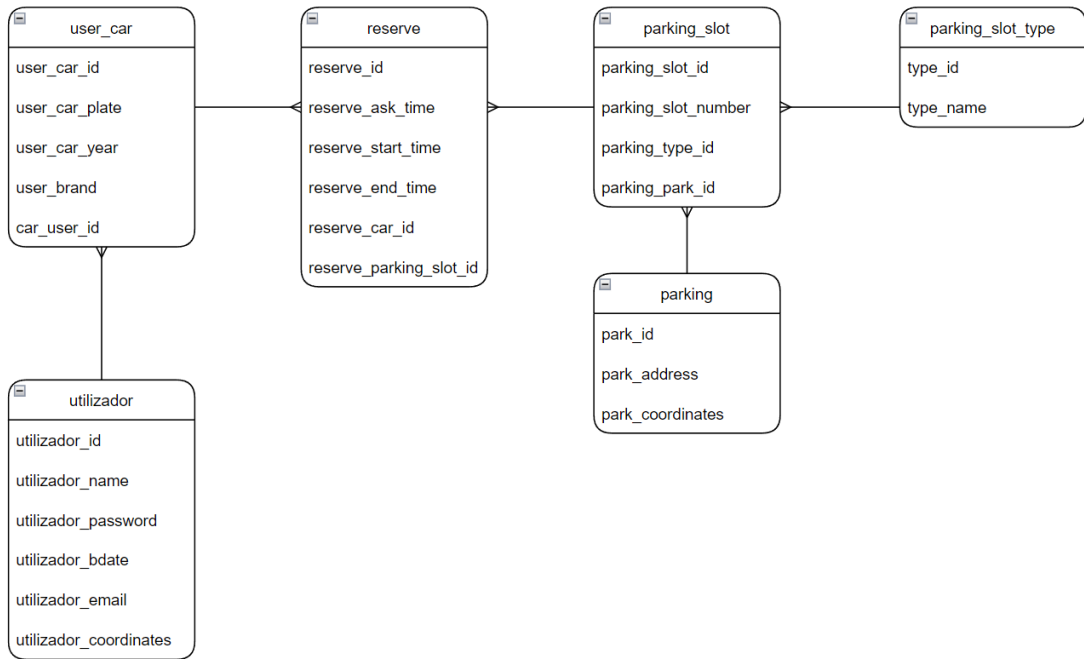 user_car
user_car_id
user_car_plate
user_car_year
user_brand
car_user_id
reserve
reserve_id
reserve_ask_time
reserve_start_time
reserve_end_time
reserve_car_id
reserve_parking_slot_id
parking_slot
parking_slot_id
parking_slot_number
parking_type_id
parking_park_id
parking_slot_type
type_id
type_name
parking
park_id
park_address
park_coordinates
utilizador
utilizador_id
utilizador_name
utilizador_password
utilizador_bdate
utilizador_email
utilizador_coordinates